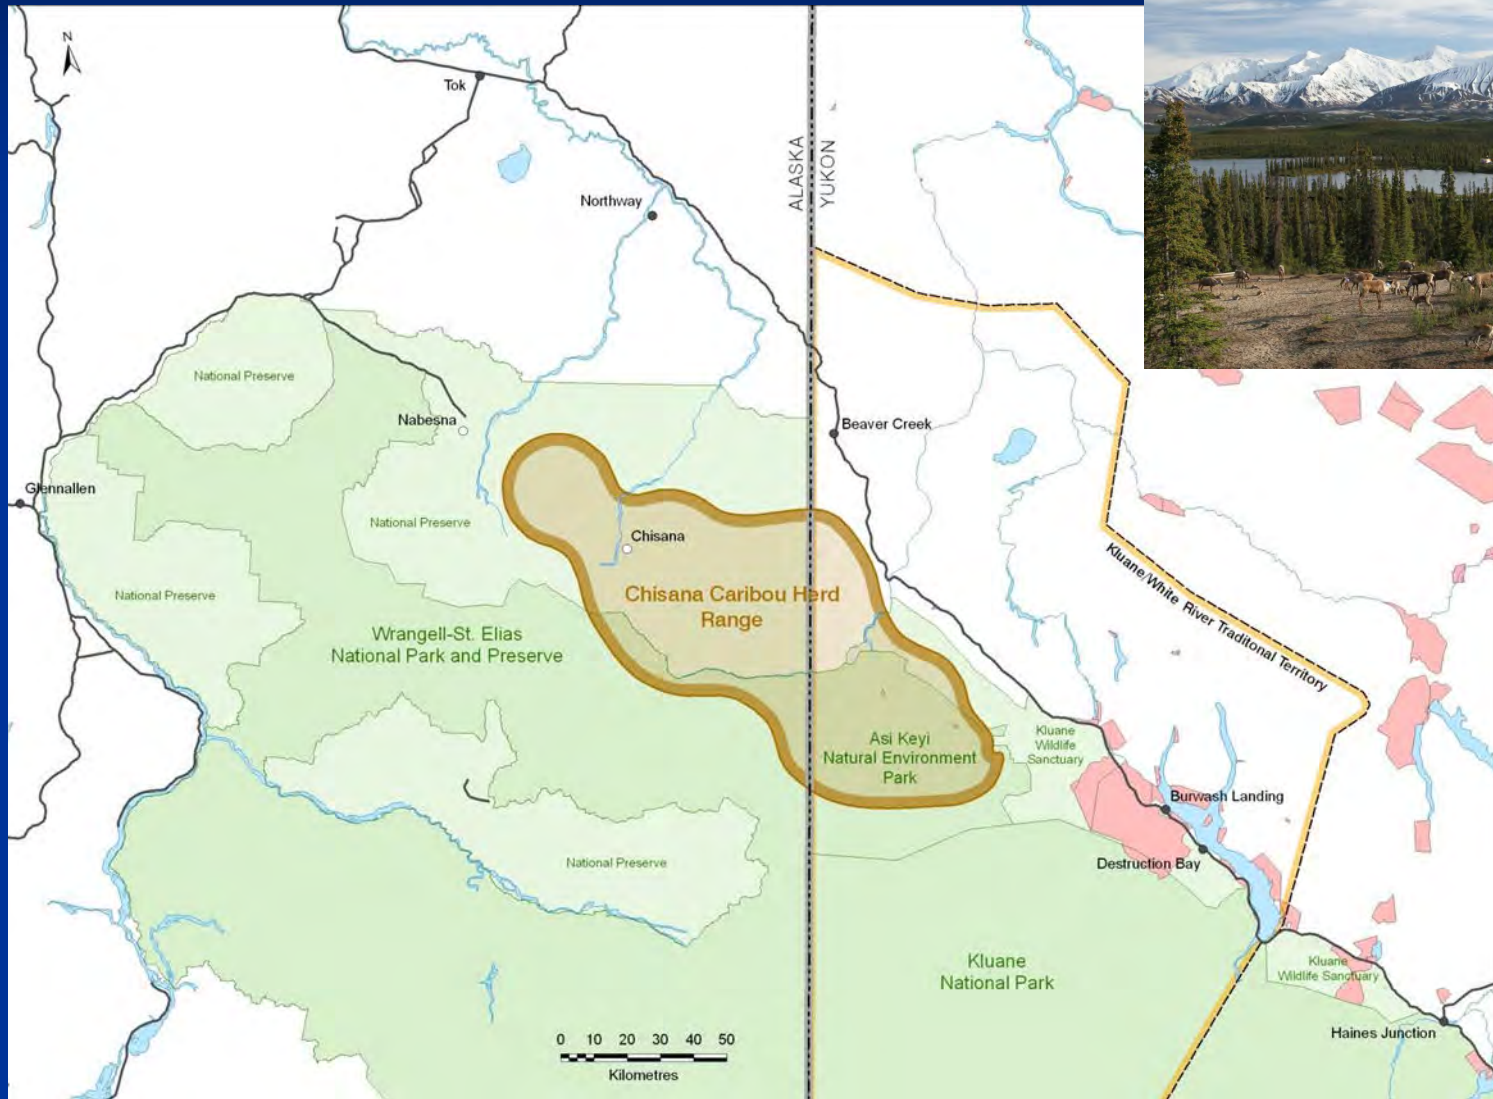 N
Tok
ALASKA
YUKON
Northway
National Preserve
Nabesna
Beaver Creek
Glennallen
National Preserve
Chisana
Kluane/White River Traditonal Territory
Chisana Caribou Herd
Range
National Preserve
Wrangell-St. Elias
National Park and Preserve
Asi Keyi
Natural Environment
Park
Kluane
Wildlife
Sanctuary
Burwash Landing
Destruction Bay
National Preserve
Kluane
National Park
Kluane
Wildlife Sanctuary
Haines Junction
0 10 20 30 40 50
Kilometres